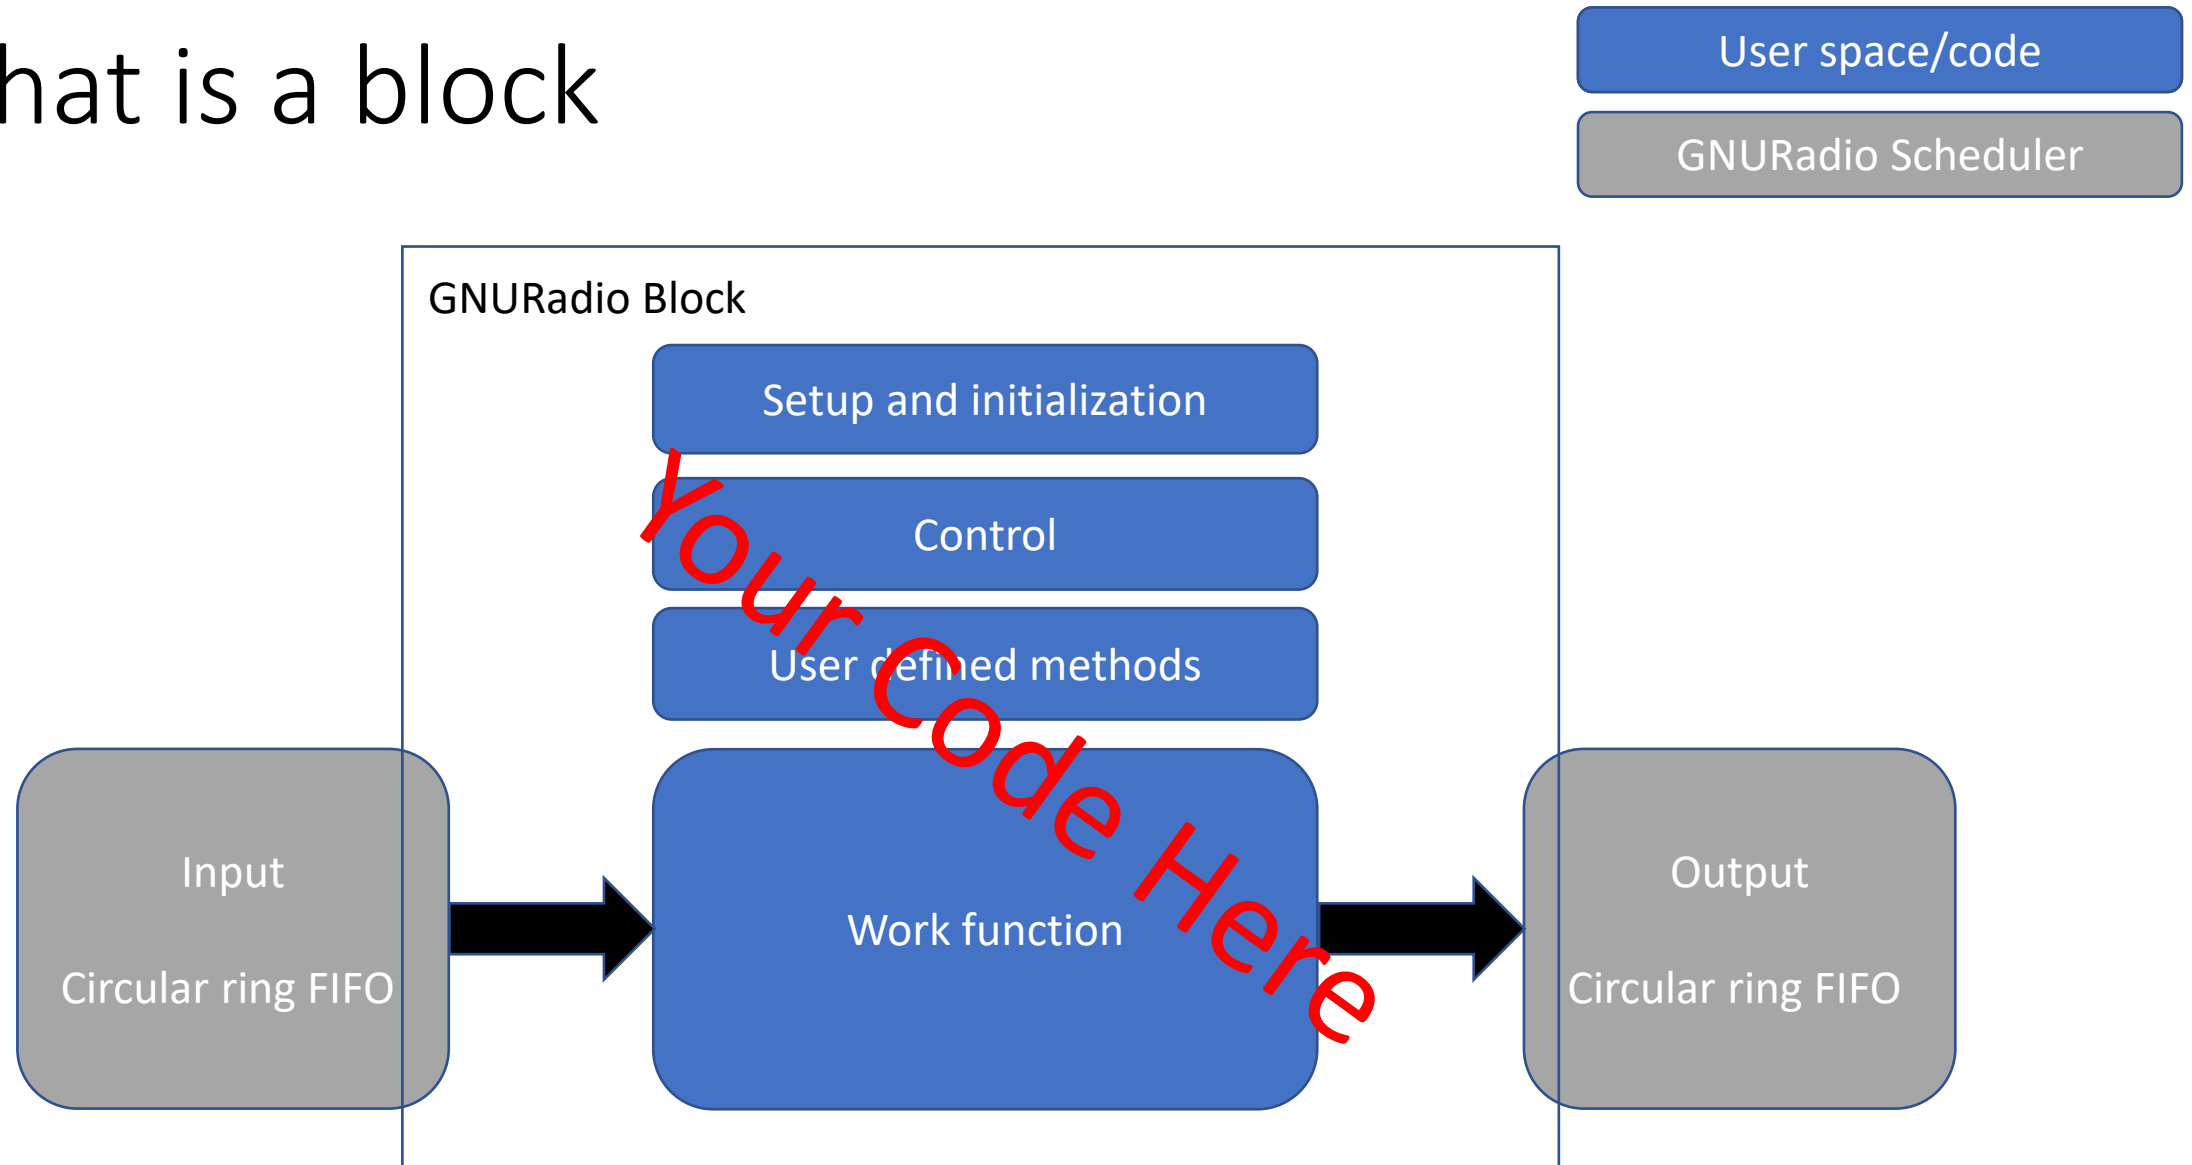 hat is a block
User space/code
GNURadio Scheduler
GNURadio Block
Setup and initialization
Control
User defined methods
Your Code Here
Input
Circular ring FIFO
Work function
Output
Circular ring FIFO